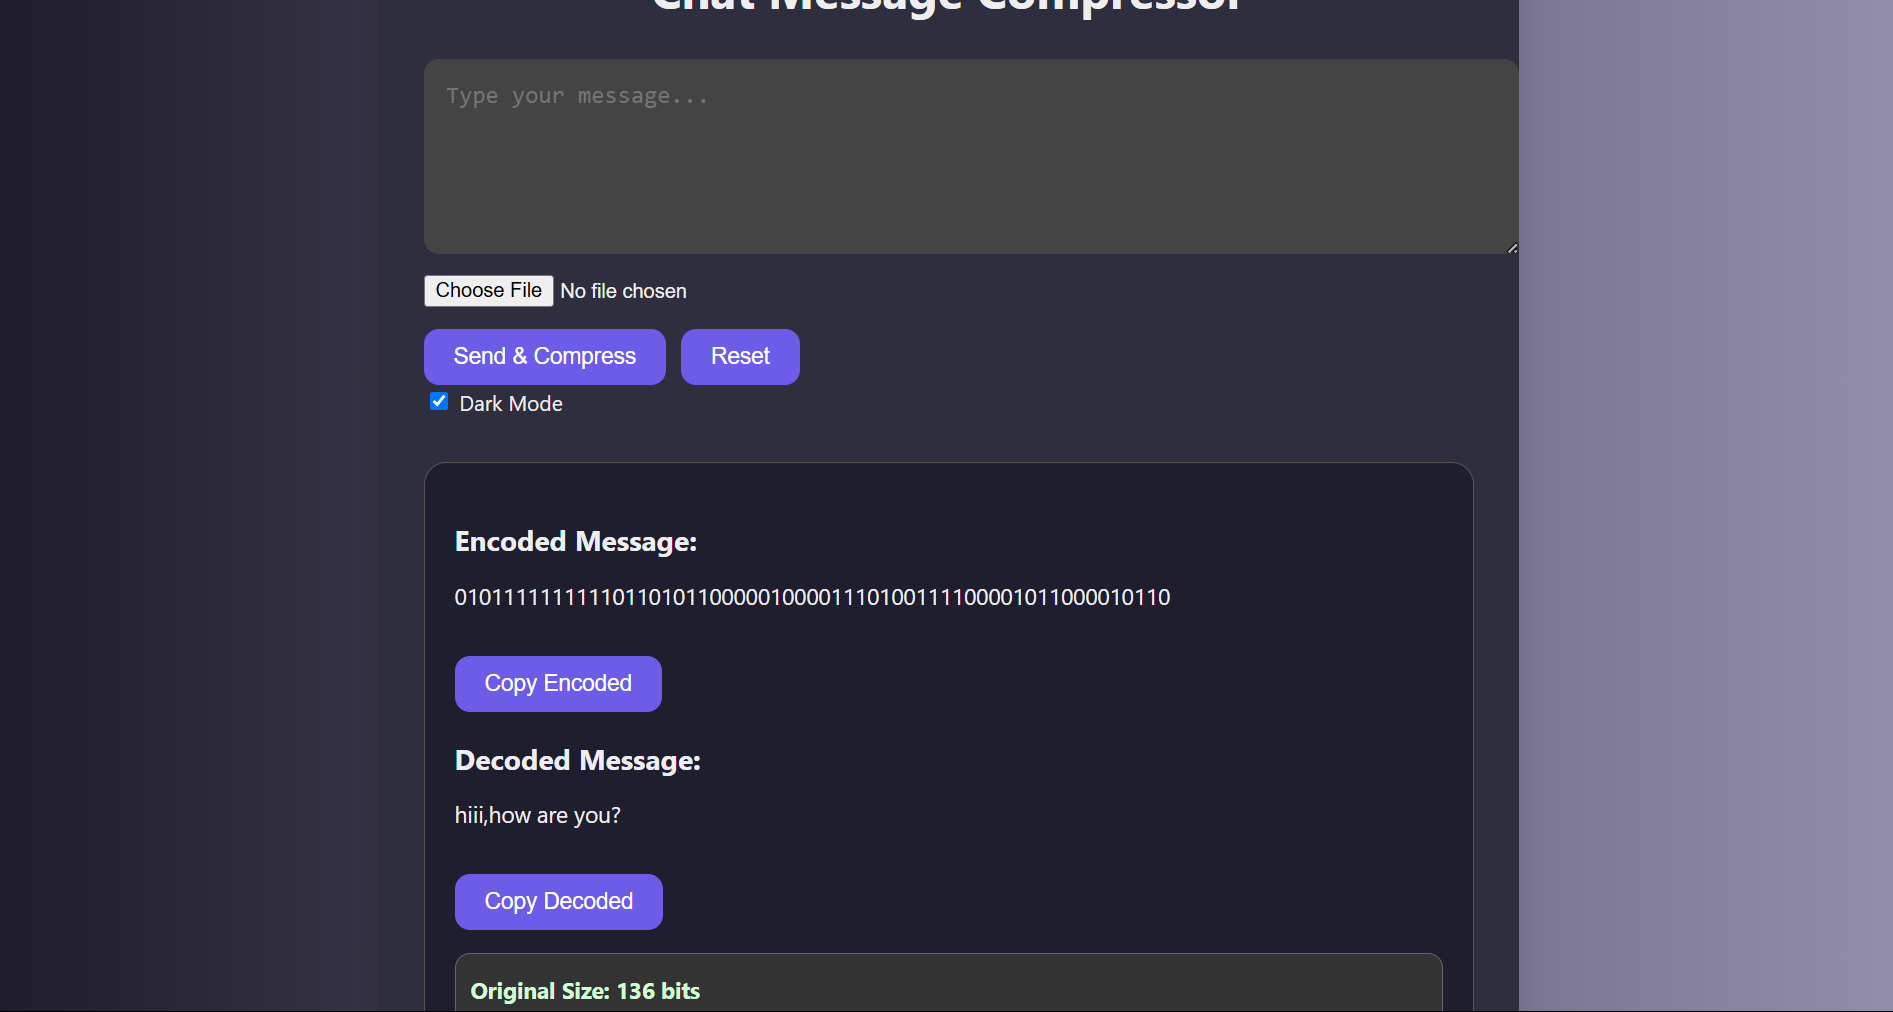 Chat Message Compressor
Type your message...
Choose File No file chosen
Send & Compress Reset
Dark Mode
Encoded Message:
0101111111111011010110000010000111010011110000101100001​0110
Copy Encoded
Decoded Message:
hiii,how are you?
Copy Decoded
Original Size: 136 bits